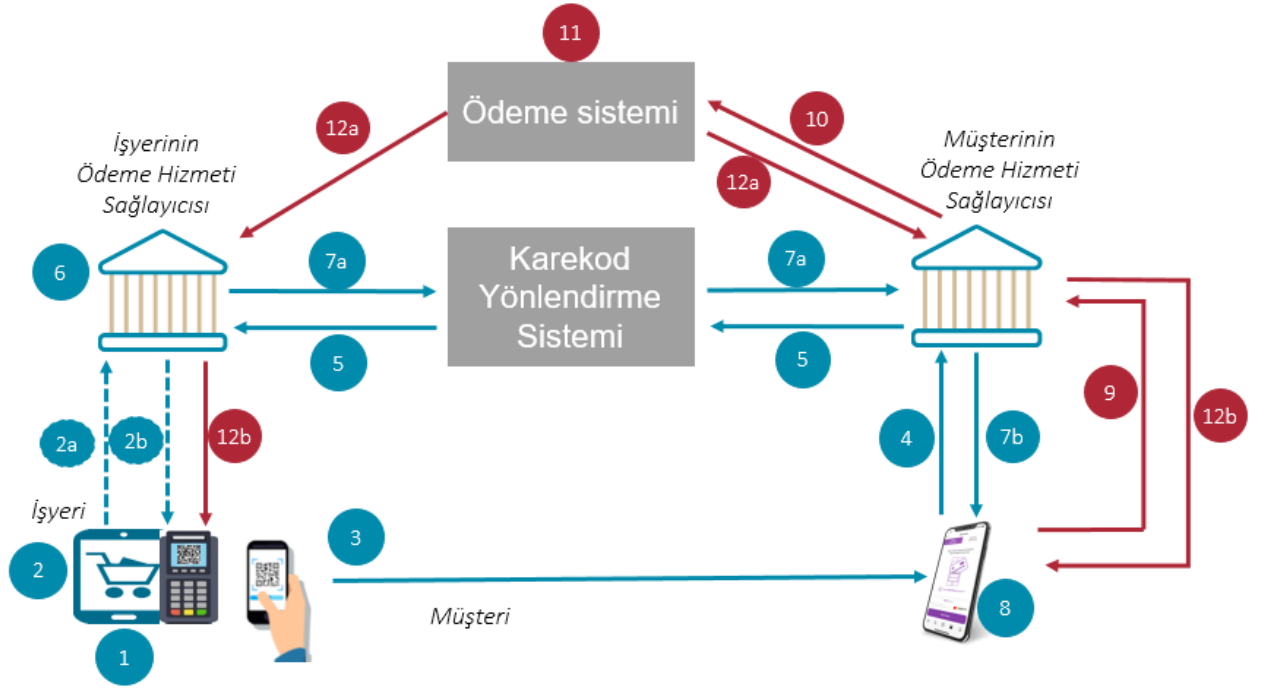 11
Ödeme sistemi
12a
10
12a
İşyerinin
Ödeme Hizmeti
Sağlayıcısı
Müşterinin
Ödeme Hizmeti
Sağlayıcısı
6
7a
Karekod
Yönlendirme
Sistemi
7a
5
5
2a
2b
12b
4
7b
9
12b
İşyeri
2
3
Müşteri
8
1